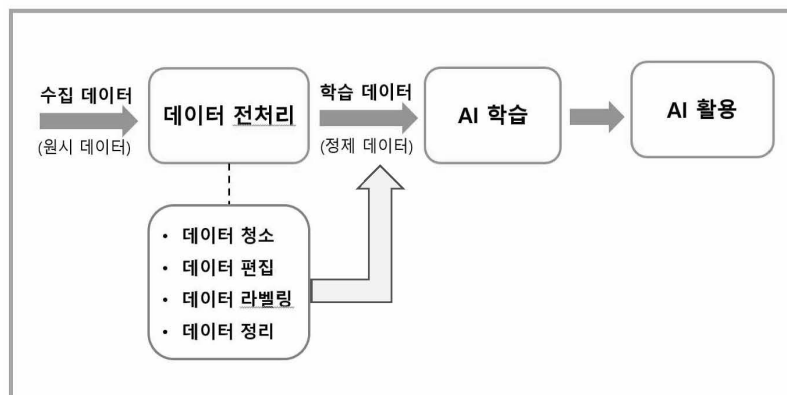 수집 데이터
(원시 데이터)
데이터 전처리
학습 데이터
(정제 데이터)
AI 학습
AI 활용
• 데이터 청소
• 데이터 편집
• 데이터 라벨링
• 데이터 정리